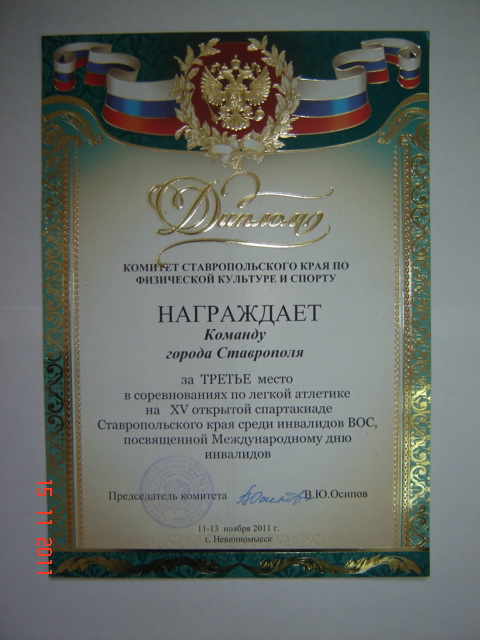 Диплом
КОМИТЕТ СТАВРОПОЛЬСКОГО КРАЯ ПО
ФИЗИЧЕСКОЙ КУЛЬТУРЕ И СПОРТУ
НАГРАЖДАЕТ
Команду
города Ставрополя
за ТРЕТЬЕ место
в соревнованиях по легкой атлетике
на XV открытой спартакиаде
Ставропольского края среди инвалидов ВОС,
посвященной Международному дню
инвалидов
Председатель комитета В.Ю.Осипов
11-13 ноября 2011 г.
г. Невинномысск
15 11 2011